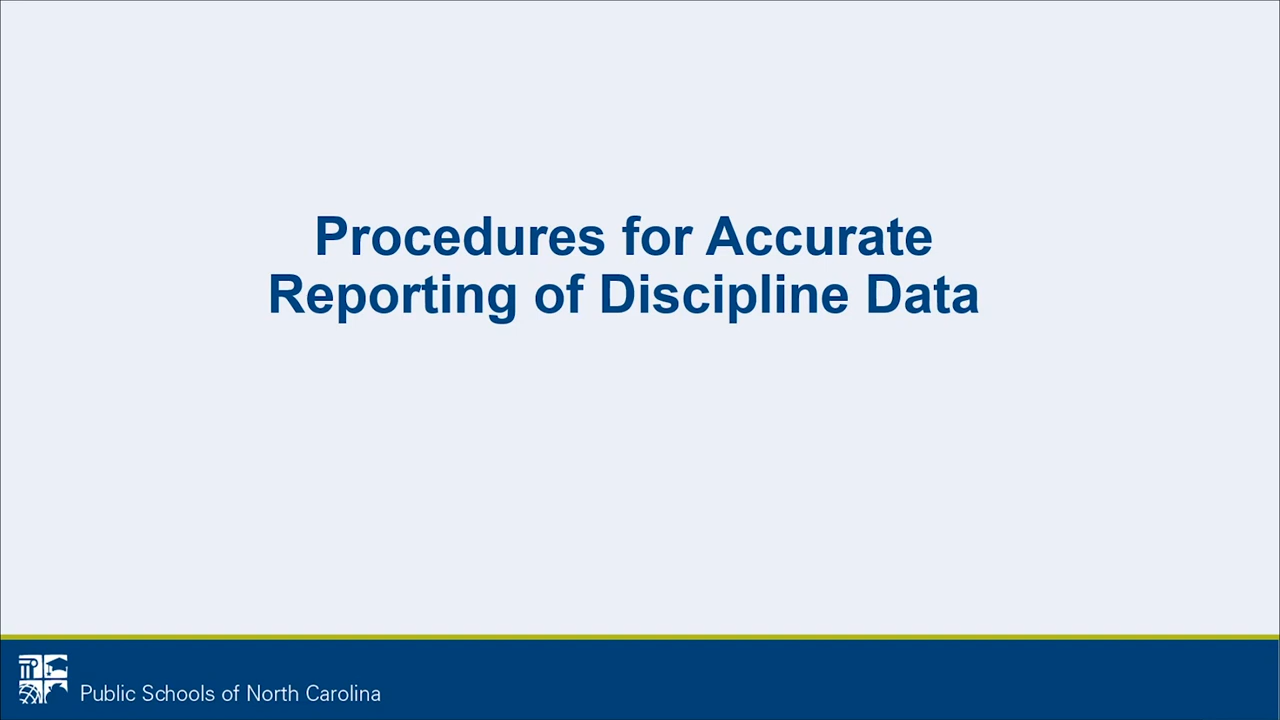 Procedures for Accurate
Reporting of Discipline Data
Public Schools of North Carolina